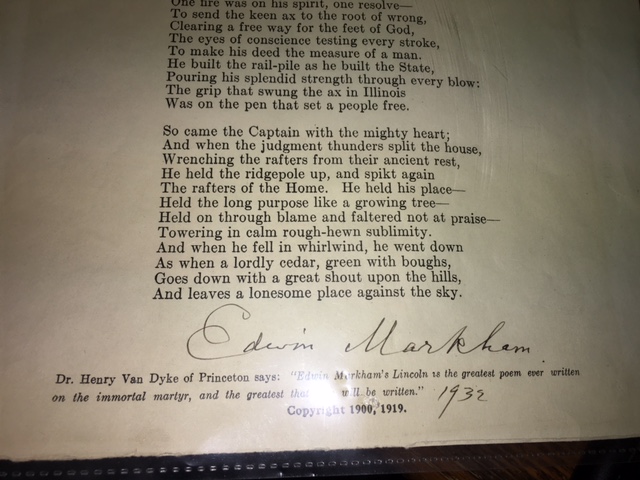 One fire was on his spirit, one resolve—
To send the keen ax to the root of wrong,
Clearing a free way for the feet of God,
The eyes of conscience testing every stroke,
To make his deed the measure of a man.
He built the rail-pile as he built the State,
Pouring his splendid strength through every blow:
The grip that swung the ax in Illinois
Was on the pen that set a people free.
So came the Captain with the mighty heart;
And when the judgment thunders split the house,
Wrenching the rafters from their ancient rest,
He held the ridgepole up, and spikt again
The rafters of the Home. He held his place—
Held the long purpose like a growing tree—
Held on through blame and faltered not at praise—
Towering in calm rough-hewn sublimity.
And when he fell in whirlwind, he went down
As when a lordly cedar, green with boughs,
Goes down with a great shout upon the hills,
And leaves a lonesome place against the sky.
Edwin Markham
Dr. Henry Van Dyke of Princeton says: "Edwin Markham's Lincoln is the greatest poem ever written
on the immortal martyr, and the greatest that will be written." 1932
Copyright 1900, 1919.